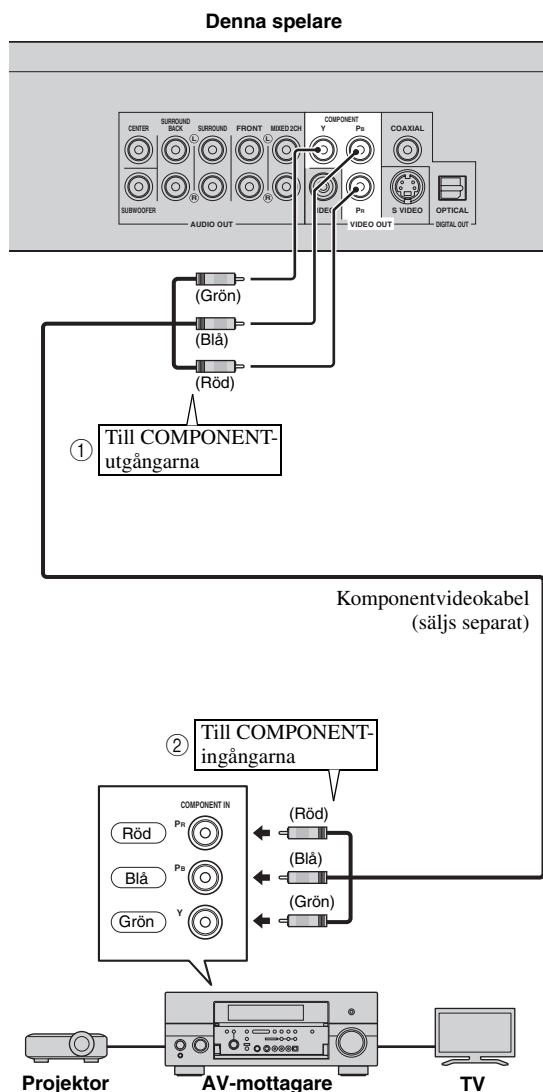 Denna spelare
COMPONENT
CENTER SURROUND BACK SURROUND FRONT MIXED 2CH Y PB COAXIAL
L L
R R
SUBWOOFER VIDEO PR S VIDEO OPTICAL
AUDIO OUT VIDEO OUT DIGITAL OUT
(Grön)
(Blå)
(Röd)
① Till COMPONENT-
utgångarna
Komponentvideokabel
(säljs separat)
② Till COMPONENT-
ingångarna
COMPONENT IN
Röd PR (Röd)
Blå PB (Blå)
Grön Y (Grön)
Projektor AV-mottagare TV